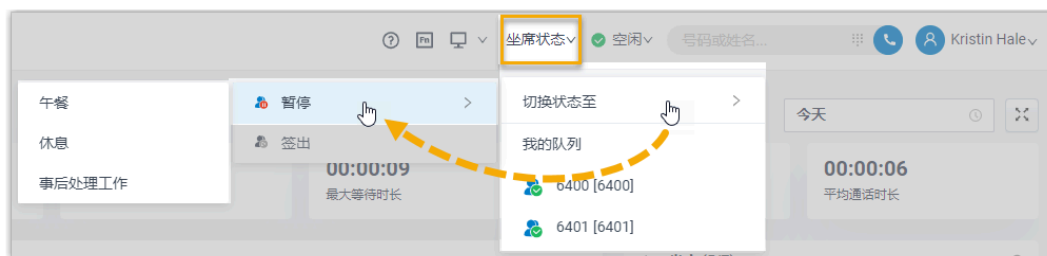 Fn
坐席状态
空闲
号码或姓名...
Kristin Hale
午餐
休息
事后处理工作
暂停
签出
切换状态至
我的队列
6400 [6400]
6401 [6401]
今天
00:00:09
最大等待时长
00:00:06
平均通话时长